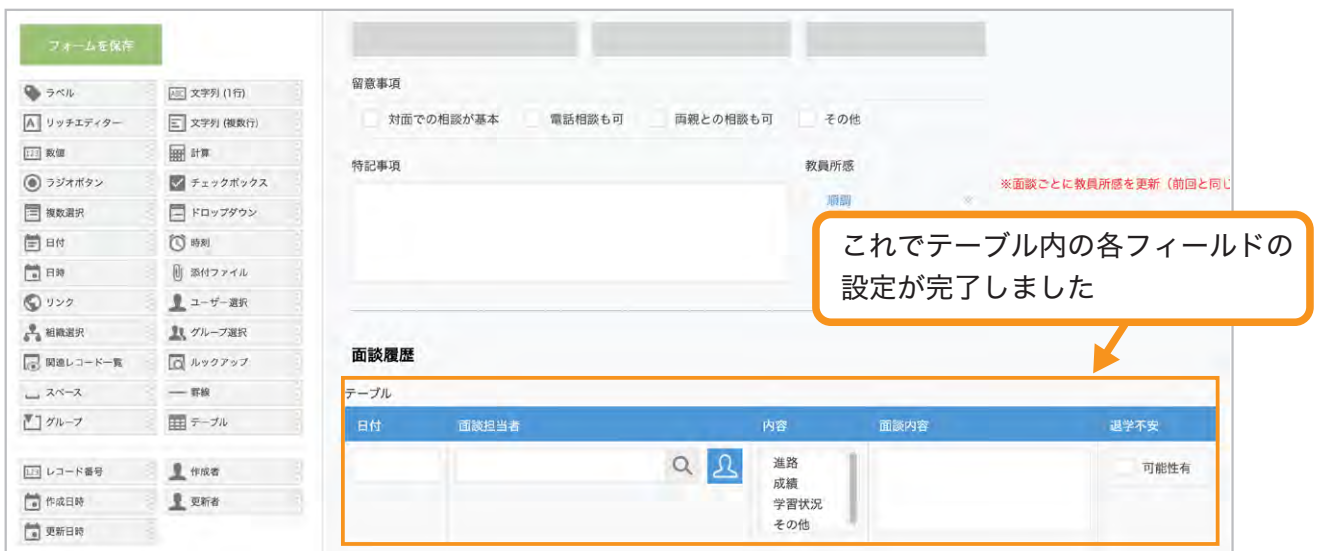 フォームを保存
ラベル
文字列 (1行)
リッチエディター
文字列 (複数行)
数値
計算
ラジオボタン
チェックボックス
複数選択
ドロップダウン
日付
時刻
日時
添付ファイル
リンク
ユーザー選択
組織選択
グループ選択
関連レコード一覧
ルックアップ
スペース
罫線
グループ
テーブル
レコード番号
作成者
作成日時
更新者
更新日時
留意事項
対面での相談が基本 電話相談も可 両親との相談も可 その他
特記事項
教員所感
順調
※面談ごとに教員所感を更新（前回と同じ
これでテーブル内の各フィールドの
設定が完了しました
面談履歴
テーブル
日付 面談担当者 内容 面談内容 退学不安
進路
成績
学習状況
その他
可能性有